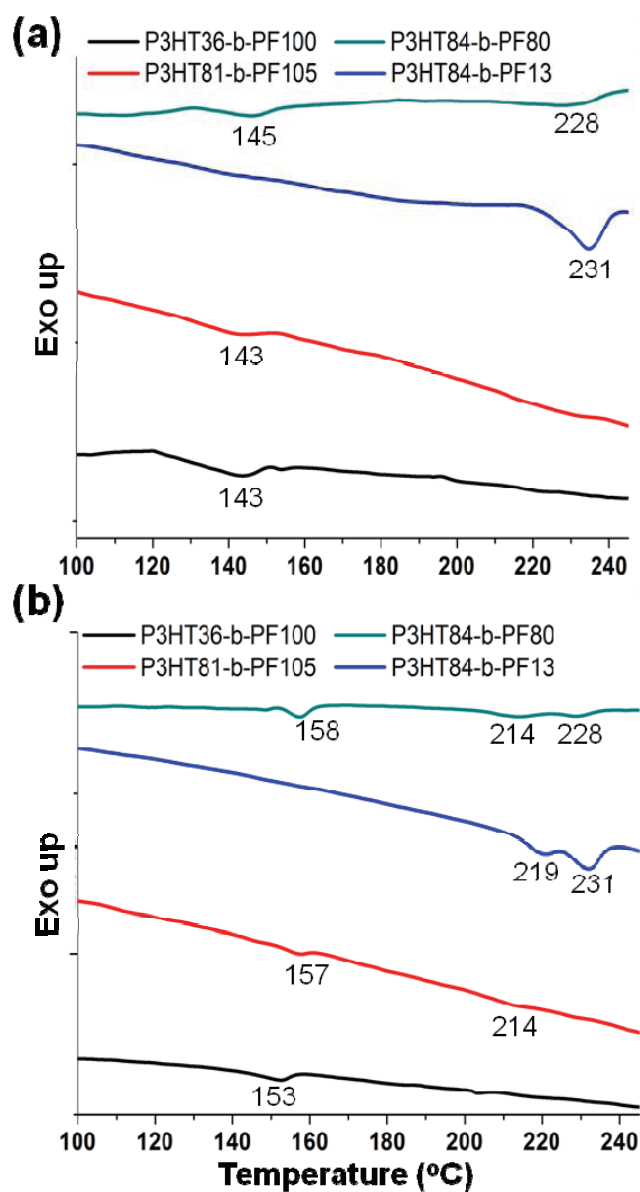 (a)
P3HT36-b-PF100 P3HT84-b-PF80
P3HT81-b-PF105 P3HT84-b-PF13
145 228
231
143
143
Exo up
100 120 140 160 180 200 220 240
(b)
P3HT36-b-PF100 P3HT84-b-PF80
P3HT81-b-PF105 P3HT84-b-PF13
158 214 228
219 231
157
214
153
Exo up
100 120 140 160 180 200 220 240
Temperature (ºC)